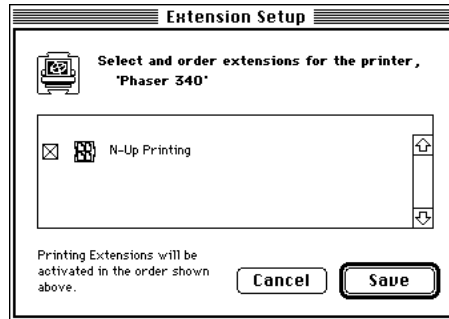 Extension Setup
Select and order extensions for the printer,
'Phaser 340'
N-Up Printing
Printing Extensions will be
activated in the order shown
above.
Cancel
Save